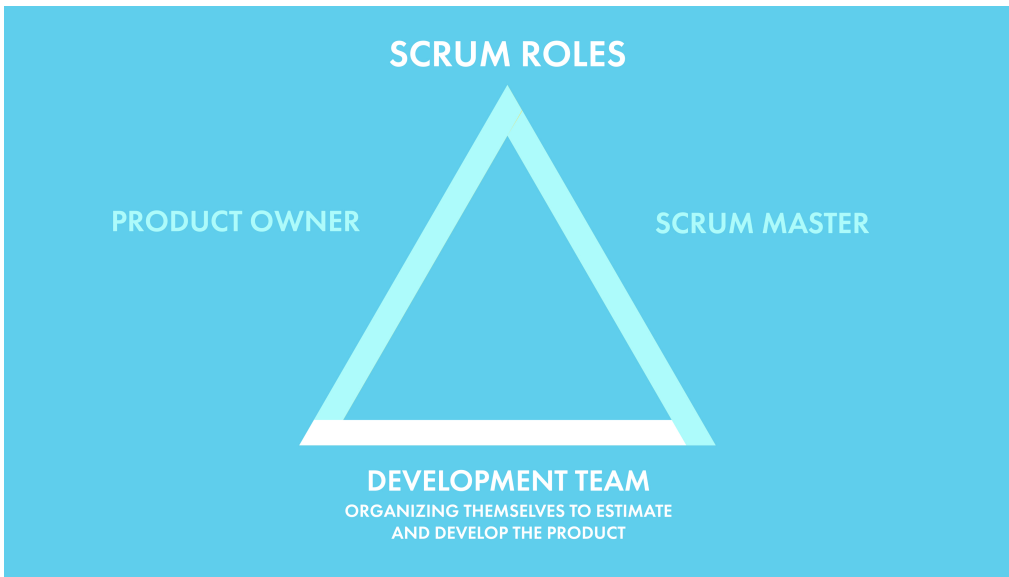 SCRUM ROLES
PRODUCT OWNER
SCRUM MASTER
DEVELOPMENT TEAM
ORGANIZING THEMSELVES TO ESTIMATE
AND DEVELOP THE PRODUCT